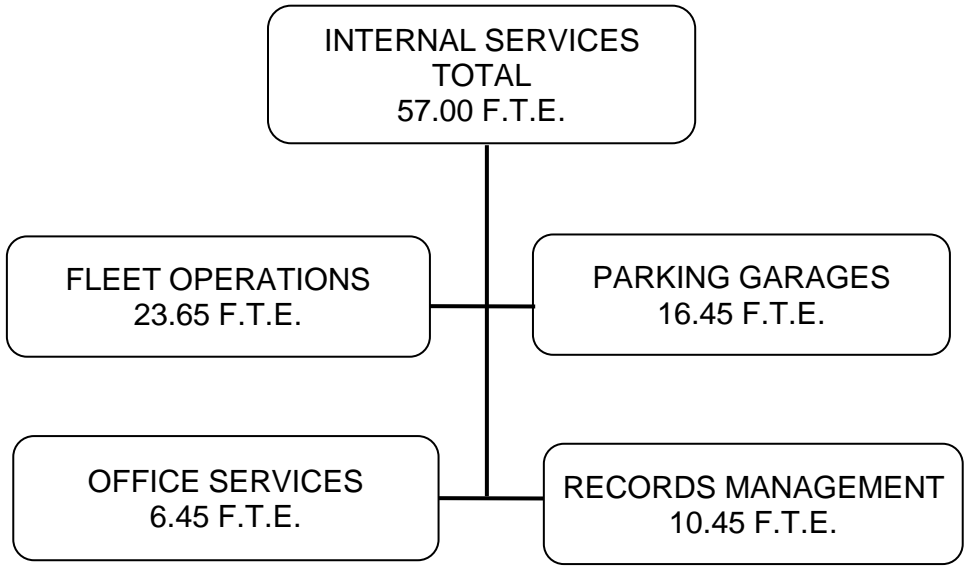 INTERNAL SERVICES
TOTAL
57.00 F.T.E.
FLEET OPERATIONS
23.65 F.T.E.
PARKING GARAGES
16.45 F.T.E.
OFFICE SERVICES
6.45 F.T.E.
RECORDS MANAGEMENT
10.45 F.T.E.